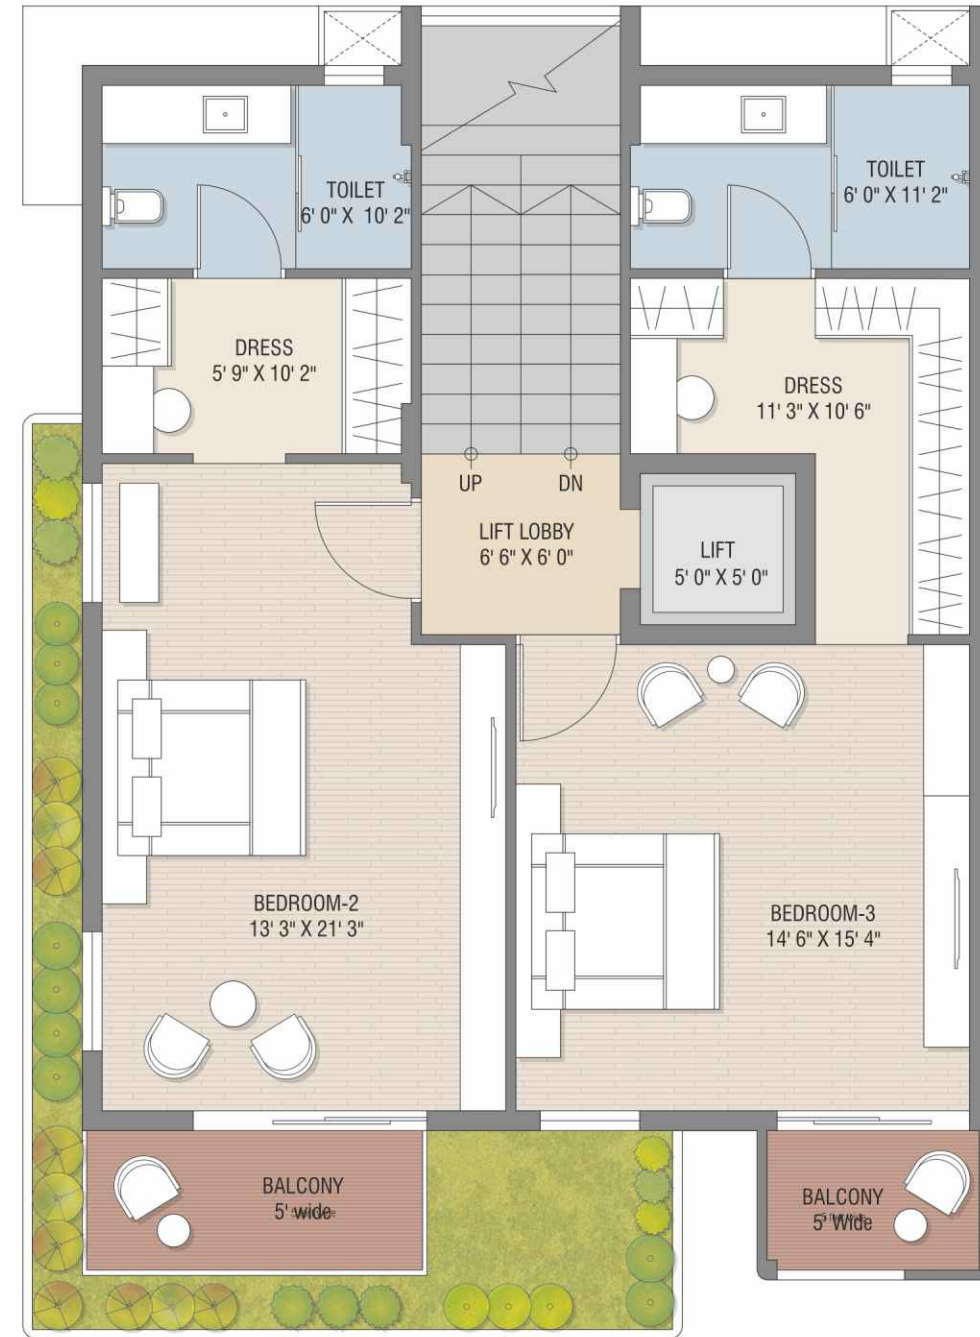 TOILET
6' 0" X 10' 2"
TOILET
6' 0" X 11' 2"
DRESS
5' 9" X 10' 2"
DRESS
11' 3" X 10' 6"
UP
DN
LIFT LOBBY
6' 6" X 6' 0"
LIFT
5' 0" X 5' 0"
BEDROOM-2
13' 3" X 21' 3"
BEDROOM-3
14' 6" X 15' 4"
BALCONY
5' wide
BALCONY
5' Wide